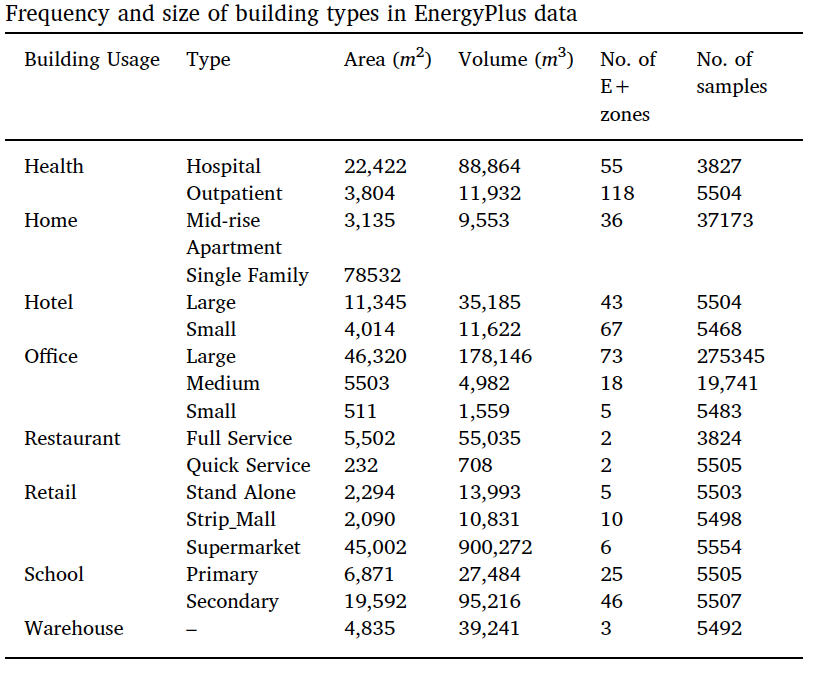 Frequency and size of building types in EnergyPlus data
Building Usage Type Area (m²) Volume (m³) No. of No. of
E+ samples
zones
Health Hospital 22,422 88,864 55 3827
Outpatient 3,804 11,932 118 5504
Home Mid-rise 3,135 9,553 36 37173
Apartment
Single Family 78532
Hotel Large 11,345 35,185 43 5504
Small 4,014 11,622 67 5468
Office Large 46,320 178,146 73 275345
Medium 5503 4,982 18 19,741
Small 511 1,559 5 5483
Restaurant Full Service 5,502 55,035 2 3824
Quick Service 232 708 2 5505
Retail Stand Alone 2,294 13,993 5 5503
Strip_Mall 2,090 10,831 10 5498
Supermarket 45,002 900,272 6 5554
School Primary 6,871 27,484 25 5505
Secondary 19,592 95,216 46 5507
Warehouse – 4,835 39,241 3 5492